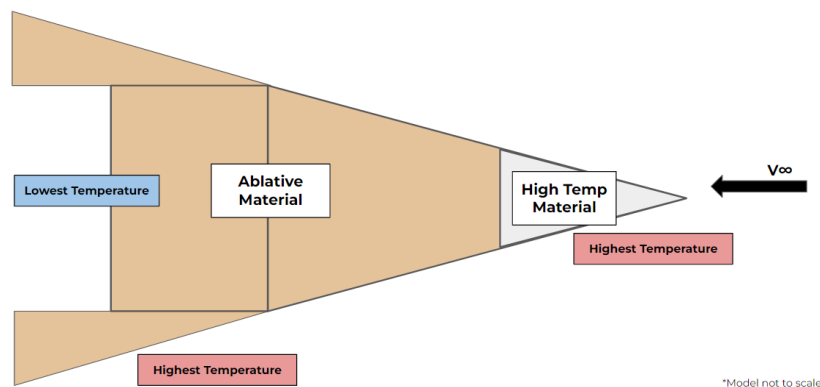 V∞
Lowest Temperature
Ablative
Material
High Temp
Material
Highest Temperature
Highest Temperature
*Model not to scale